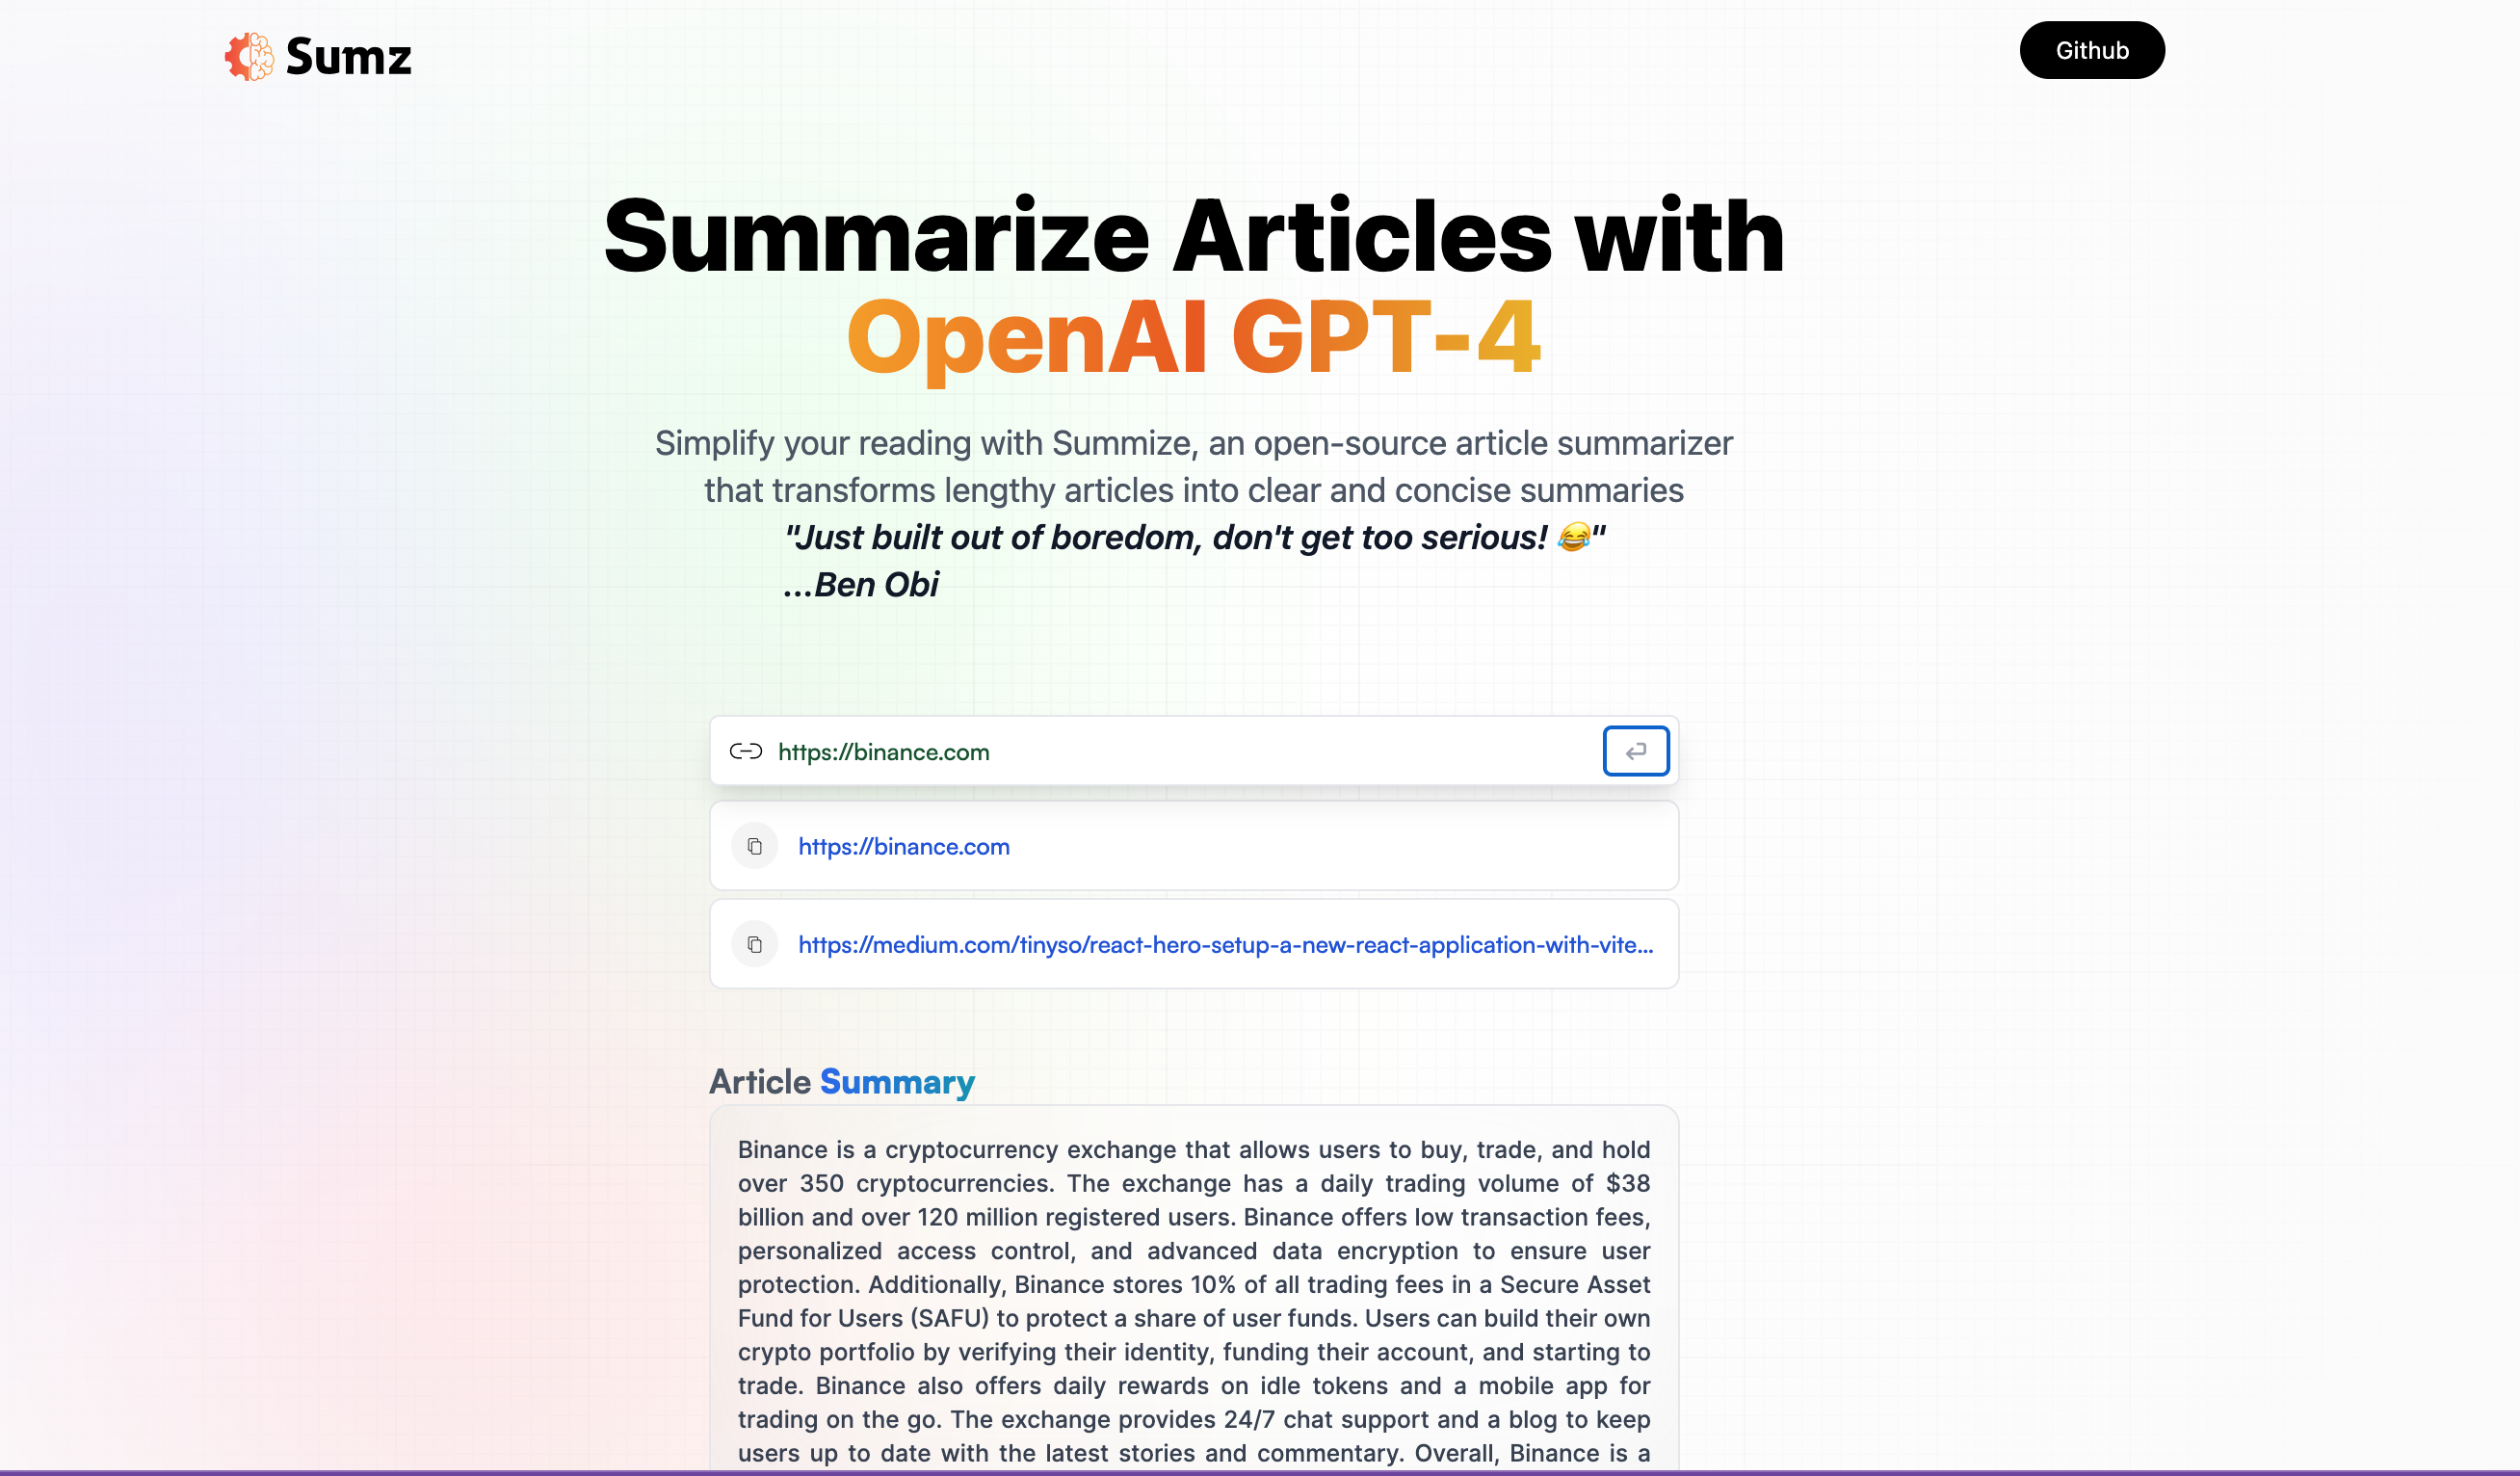 Sumz
Github
Summarize Articles with
OpenAI GPT-4
Simplify your reading with Summize, an open-source article summarizer
that transforms lengthy articles into clear and concise summaries
"Just built out of boredom, don't get too serious! 😂"
...Ben Obi
https://binance.com
https://binance.com
https://medium.com/tinyso/react-hero-setup-a-new-react-application-with-vite...
Article Summary
Binance is a cryptocurrency exchange that allows users to buy, trade, and hold
over 350 cryptocurrencies. The exchange has a daily trading volume of $38
billion and over 120 million registered users. Binance offers low transaction fees,
personalized access control, and advanced data encryption to ensure user
protection. Additionally, Binance stores 10% of all trading fees in a Secure Asset
Fund for Users (SAFU) to protect a share of user funds. Users can build their own
crypto portfolio by verifying their identity, funding their account, and starting to
trade. Binance also offers daily rewards on idle tokens and a mobile app for
trading on the go. The exchange provides 24/7 chat support and a blog to keep
users up to date with the latest stories and commentary. Overall, Binance is a